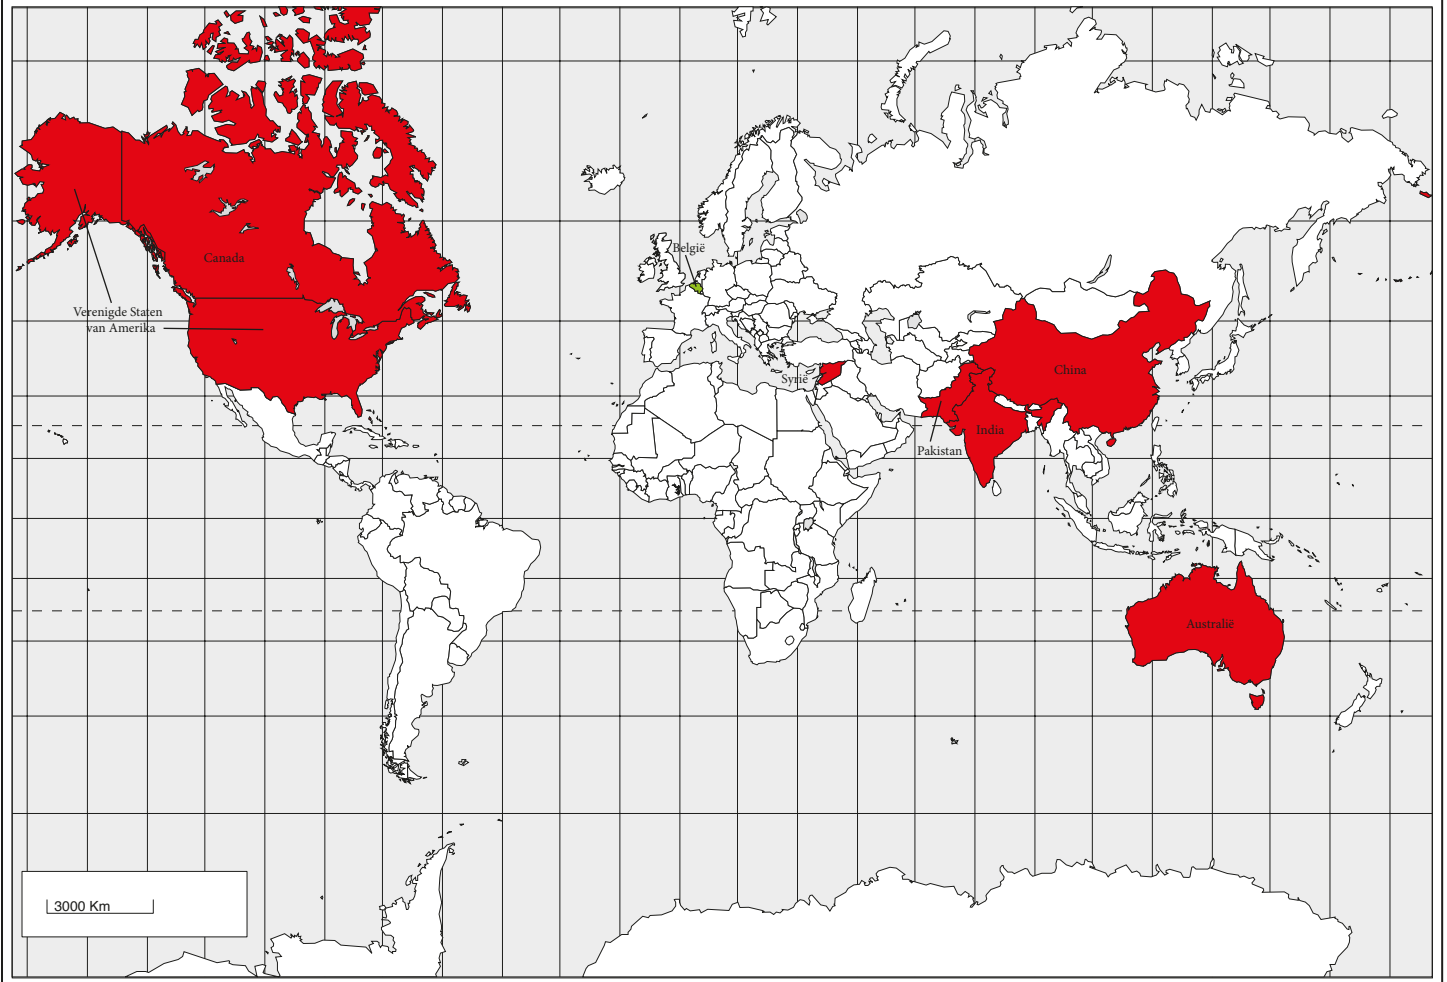 België
Canada
Verenigde Staten
van Amerika
China
Syrië
India
Pakistan
Australië
3000 Km